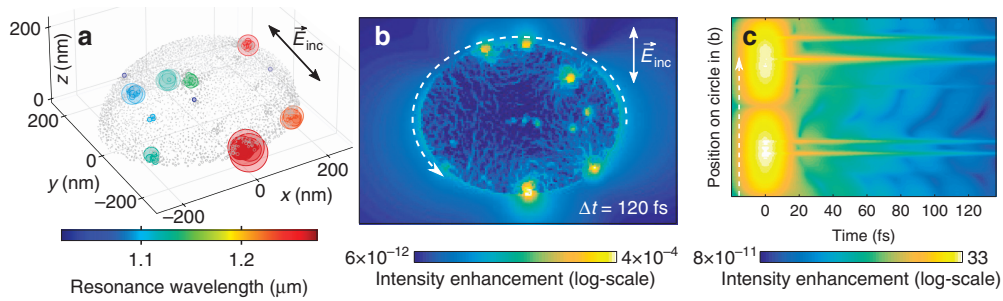 a
200
z (nm)
0
200
0
−200
y (nm)
−200
0
200
x (nm)
E inc
1.1
1.2
Resonance wavelength (μm)
b
E inc
Δt = 120 fs
6×10⁻¹²
4×10⁻⁴
Intensity enhancement (log-scale)
c
Position on circle in (b)
0
20
40
60
80
100
120
Time (fs)
8×10⁻¹¹
33
Intensity enhancement (log-scale)